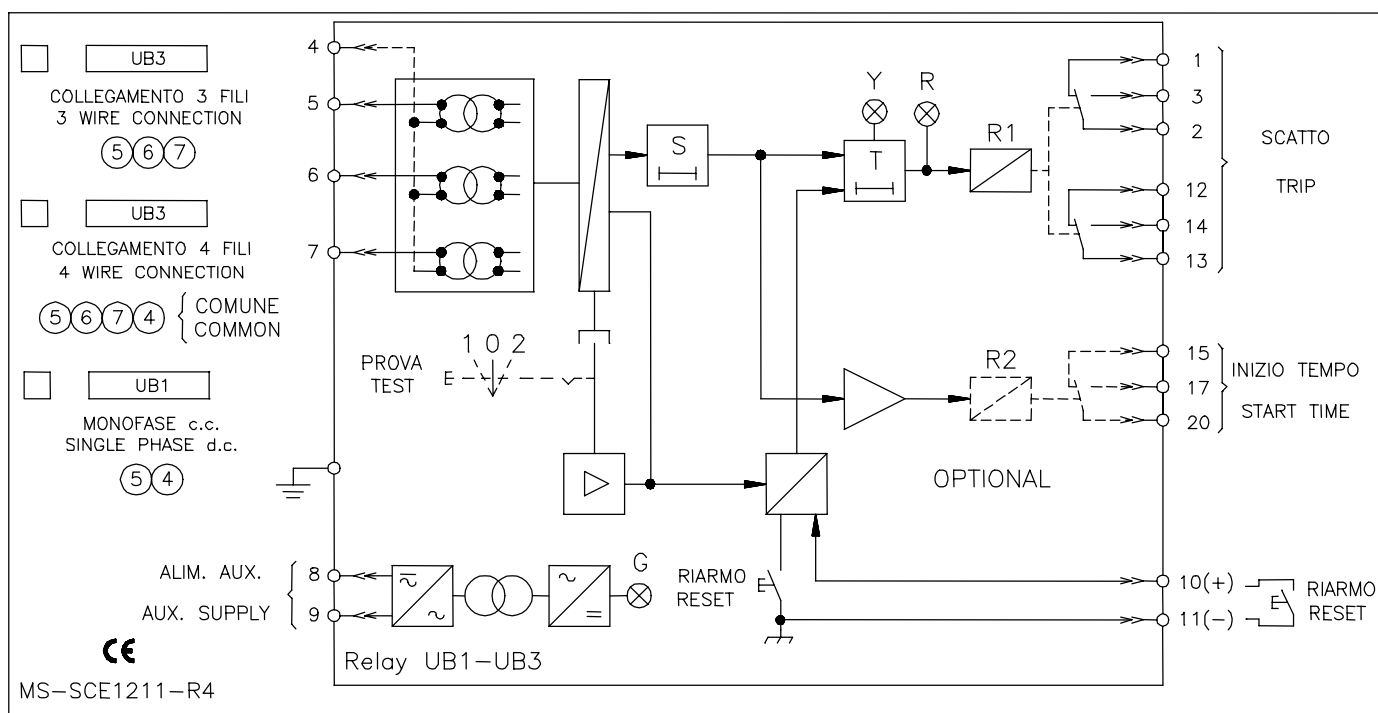 UB3
COLLEGAMENTO 3 FILI
3 WIRE CONNECTION
5 6 7
UB3
COLLEGAMENTO 4 FILI
4 WIRE CONNECTION
5 6 7 4
COMUNE
COMMON
UB1
MONOFASE c.c.
SINGLE PHASE d.c.
5 4
ALIM. AUX.
AUX. SUPPLY
CE
MS-SCE1211-R4
4
5
6
7
8
9
PROVA
TEST
1 0 2
S
Y
R
T
R1
R2
OPTIONAL
G
RIARMO
RESET
Relay UB1-UB3
1
3
2
12
14
13
SCATTO
TRIP
15
17
20
INIZIO TEMPO
START TIME
10(+)
11(-)
RIARMO
RESET